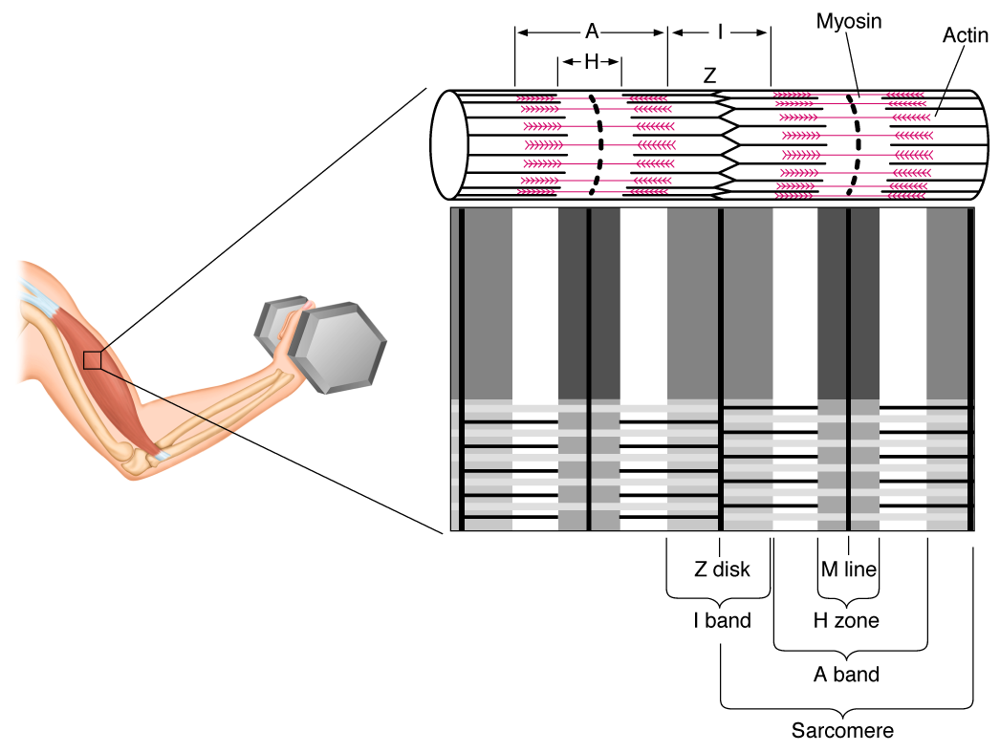 Myosin
A
I
Actin
H
Z
Z disk
M line
I band
H zone
A band
Sarcomere